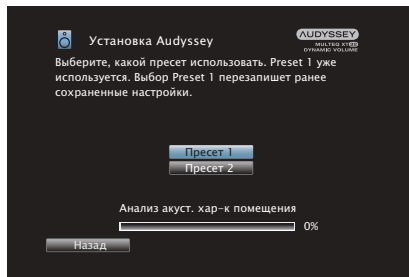 Установка Audyssey
AUDYSSEY
MULTEQ XT32
DYNAMIC VOLUME
Выберите, какой пресет использовать. Preset 1 уже
используется. Выбор Preset 1 перезапишет ранее
сохраненные настройки.
Пресет 1
Пресет 2
Анализ акуст. хар-к помещения
0%
Назад